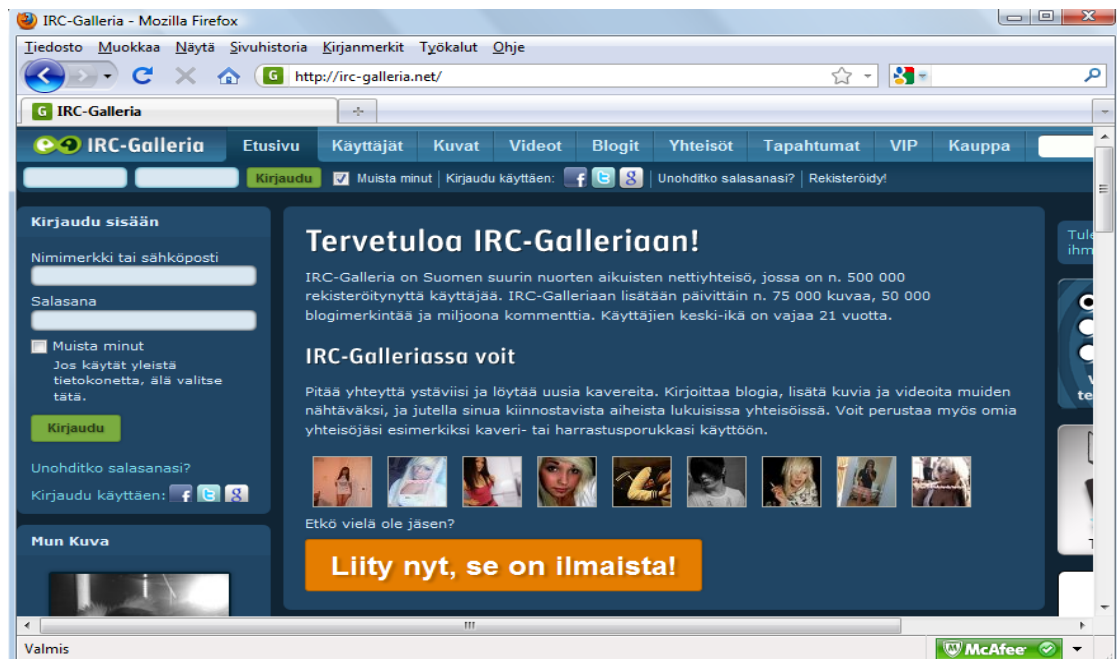 IRC-Galleria - Mozilla Firefox
Tiedosto Muokkaa Näytä Sivuhistoria Kirjanmerkit Työkalut Ohje
G http://irc-galleria.net/
G IRC-Galleria
IRC-Galleria Etusivu Käyttäjät Kuvat Videot Blogit Yhteisöt Tapahtumat VIP Kauppa
Kirjaudu Muista minut Kirjaudu käyttäen: Unohditko salasanasi? Rekisteröidy!
Kirjaudu sisään
Nimimerkki tai sähköposti
Salasana
Muista minut
Jos käytät yleistä
tietokonetta, älä valitse
tätä.
Kirjaudu
Unohditko salasanasi?
Kirjaudu käyttäen:
Mun Kuva
Tervetuloa IRC-Galleriaan!
IRC-Galleria on Suomen suurin nuorten aikuisten nettiyhteisö, jossa on n. 500 000
rekisteröitynyttä käyttäjää. IRC-Galleriaan lisätään päivittäin n. 75 000 kuvaa, 50 000
blogimerkintää ja miljoona kommenttia. Käyttäjien keski-ikä on vajaa 21 vuotta.
IRC-Galleriassa voit
Pitää yhteyttä ystäviisi ja löytää uusia kavereita. Kirjoittaa blogia, lisätä kuvia ja videoita muiden
nähtäväksi, ja jutella sinua kiinnostavista aiheista lukuisissa yhteisöissä. Voit perustaa myös omia
yhteisöjäsi esimerkiksi kaveri- tai harrastusporukkasi käyttöön.
Etkö vielä ole jäsen?
Liity nyt, se on ilmaista!
Valmis
McAfee